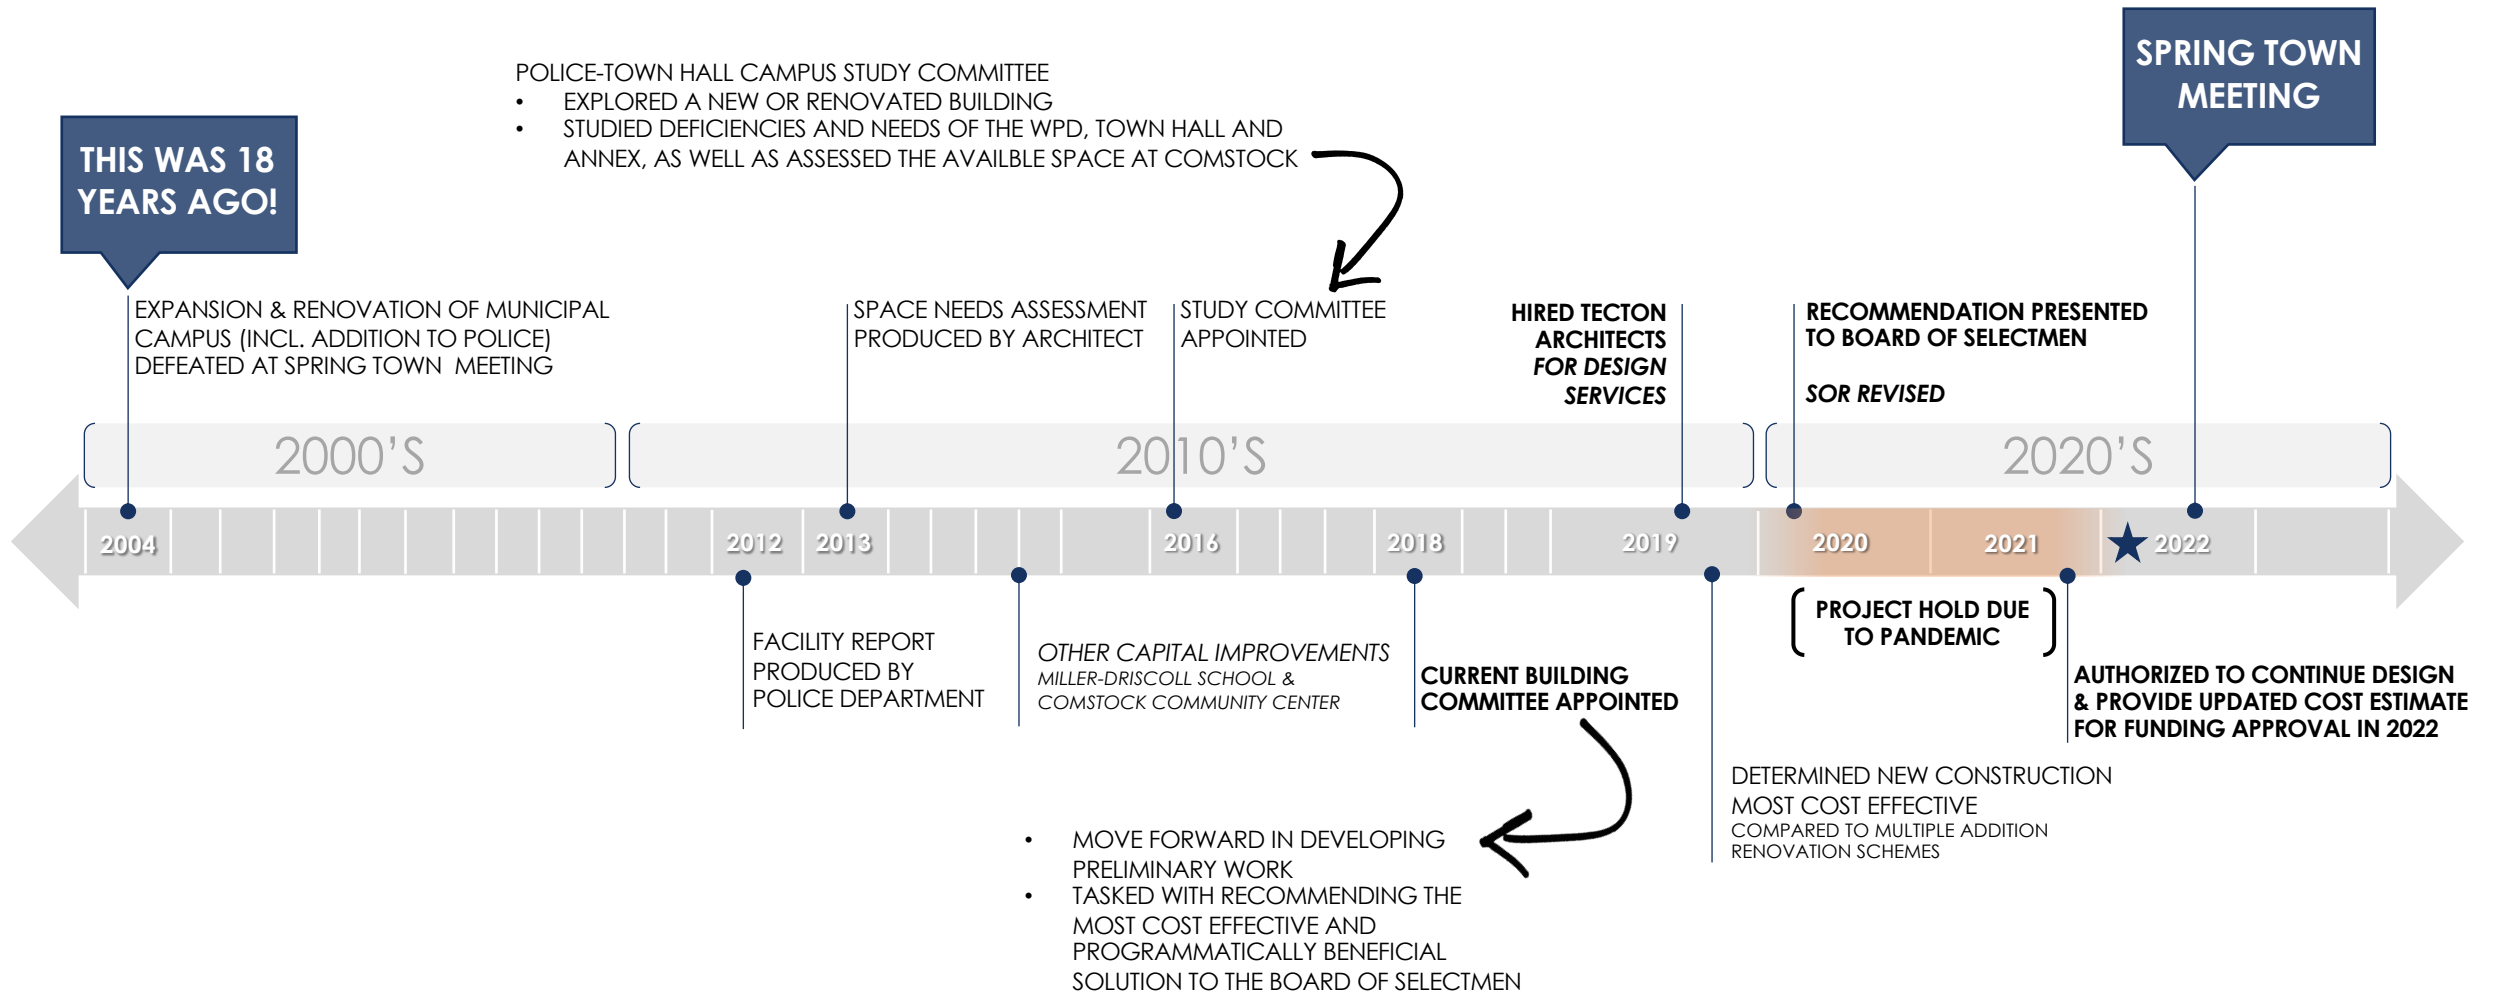 SPRING TOWN
MEETING
POLICE-TOWN HALL CAMPUS STUDY COMMITTEE
• EXPLORED A NEW OR RENOVATED BUILDING
• STUDIED DEFICIENCIES AND NEEDS OF THE WPD, TOWN HALL AND
ANNEX, AS WELL AS ASSESSED THE AVAILBLE SPACE AT COMSTOCK
THIS WAS 18
YEARS AGO!
EXPANSION & RENOVATION OF MUNICIPAL
CAMPUS (INCL. ADDITION TO POLICE)
DEFEATED AT SPRING TOWN MEETING
SPACE NEEDS ASSESSMENT
PRODUCED BY ARCHITECT
STUDY COMMITTEE
APPOINTED
HIRED TECTON
ARCHITECTS
FOR DESIGN
SERVICES
RECOMMENDATION PRESENTED
TO BOARD OF SELECTMEN
SOR REVISED
2000'S
2010'S
2020'S
2004
2012
2013
2016
2018
2019
2020
2021
2022
FACILITY REPORT
PRODUCED BY
POLICE DEPARTMENT
OTHER CAPITAL IMPROVEMENTS
MILLER-DRISCOLL SCHOOL &
COMSTOCK COMMUNITY CENTER
CURRENT BUILDING
COMMITTEE APPOINTED
PROJECT HOLD DUE
TO PANDEMIC
AUTHORIZED TO CONTINUE DESIGN
& PROVIDE UPDATED COST ESTIMATE
FOR FUNDING APPROVAL IN 2022
DETERMINED NEW CONSTRUCTION
MOST COST EFFECTIVE
COMPARED TO MULTIPLE ADDITION
RENOVATION SCHEMES
• MOVE FORWARD IN DEVELOPING
PRELIMINARY WORK
• TASKED WITH RECOMMENDING THE
MOST COST EFFECTIVE AND
PROGRAMMATICALLY BENEFICIAL
SOLUTION TO THE BOARD OF SELECTMEN